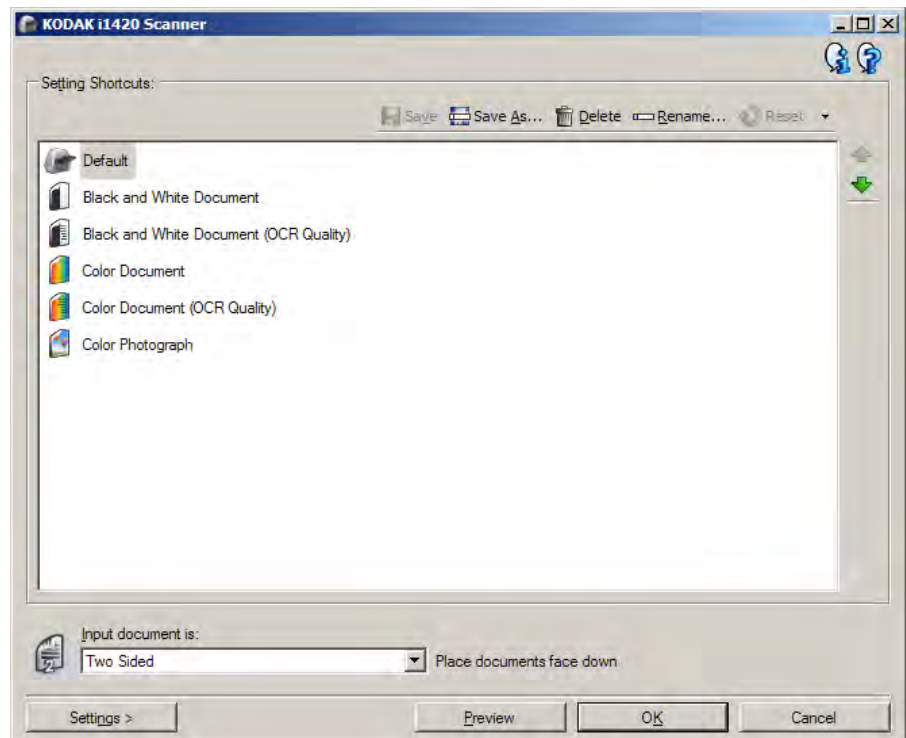 KODAK i1420 Scanner
Setting Shortcuts:
Save Save As... Delete Rename... Reset
Default
Black and White Document
Black and White Document (OCR Quality)
Color Document
Color Document (OCR Quality)
Color Photograph
Input document is:
Two Sided Place documents face down
Settings > Preview OK Cancel